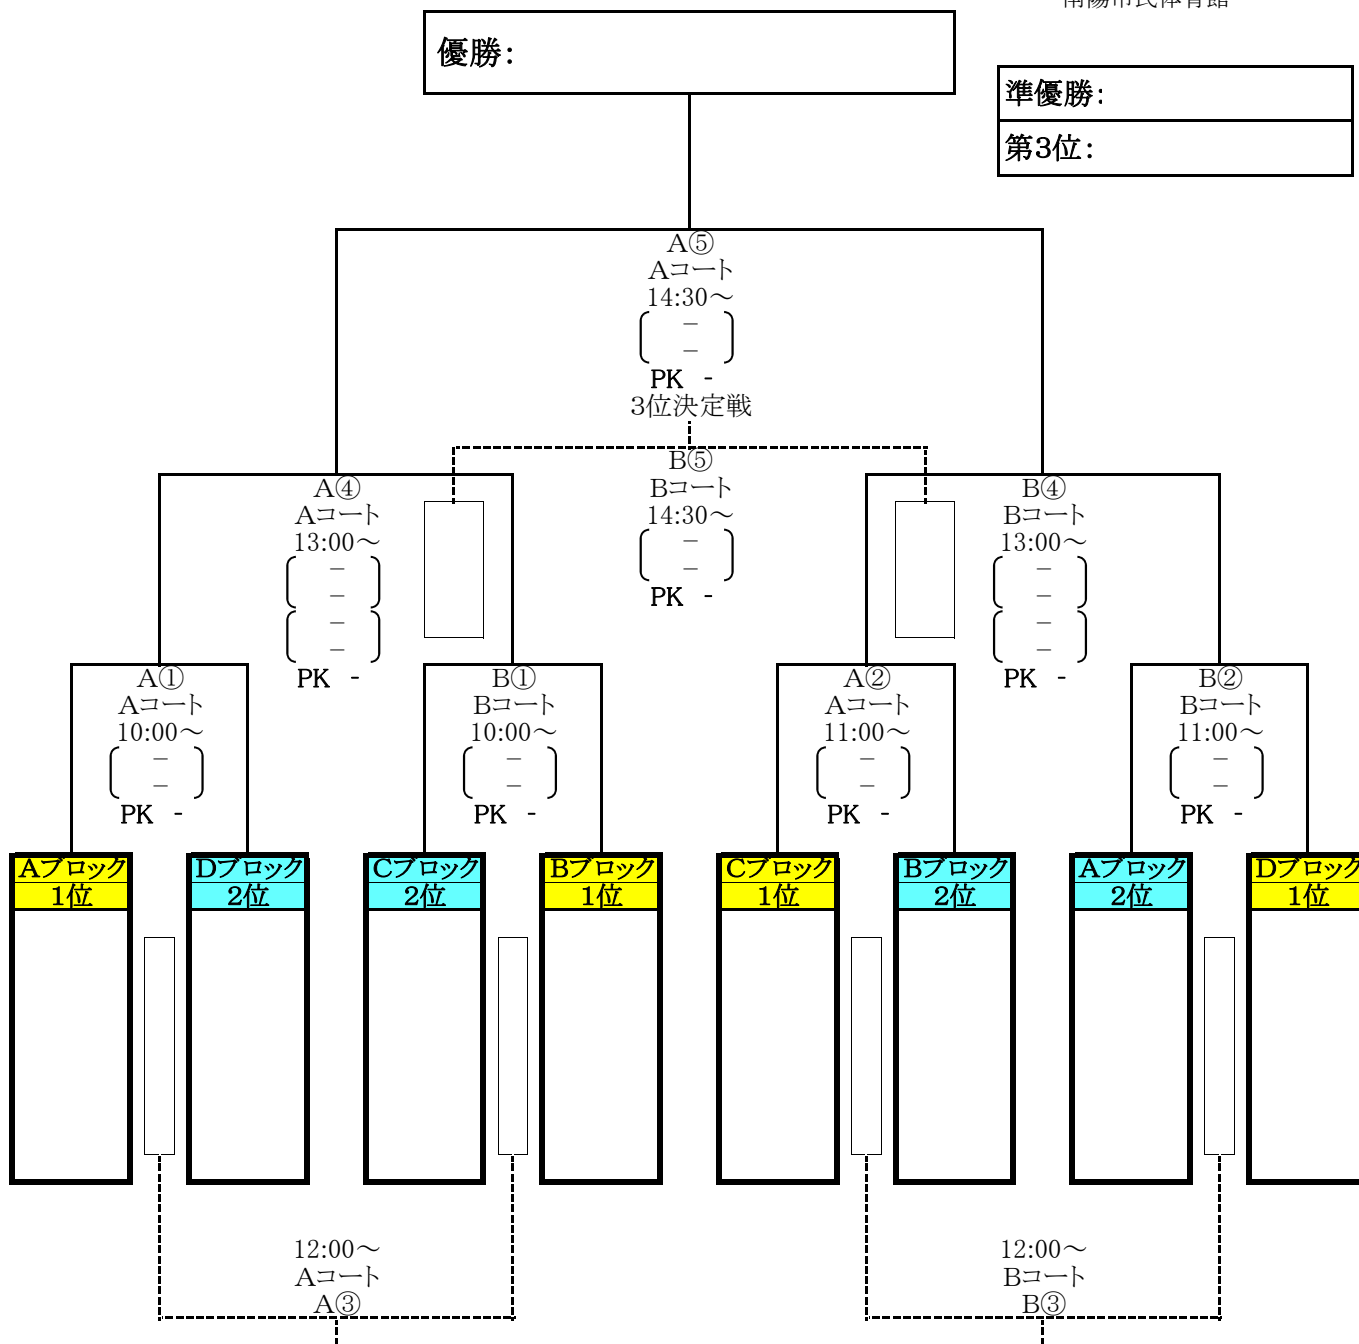 南陽市民体育館
優勝：
準優勝：
第3位：
A⑤
Aコート
14:30～
－
－
PK -
3位決定戦
B⑤
Bコート
14:30～
－
－
PK -
A④
Aコート
13:00～
－
－
－
－
PK -
B④
Bコート
13:00～
－
－
－
－
PK -
A①
Aコート
10:00～
－
－
PK -
B①
Bコート
10:00～
－
－
PK -
A②
Aコート
11:00～
－
－
PK -
B②
Bコート
11:00～
－
－
PK -
Aブロック
1位
Dブロック
2位
Cブロック
2位
Bブロック
1位
Cブロック
1位
Bブロック
2位
Aブロック
2位
Dブロック
1位
12:00～
Aコート
A③
12:00～
Bコート
B③